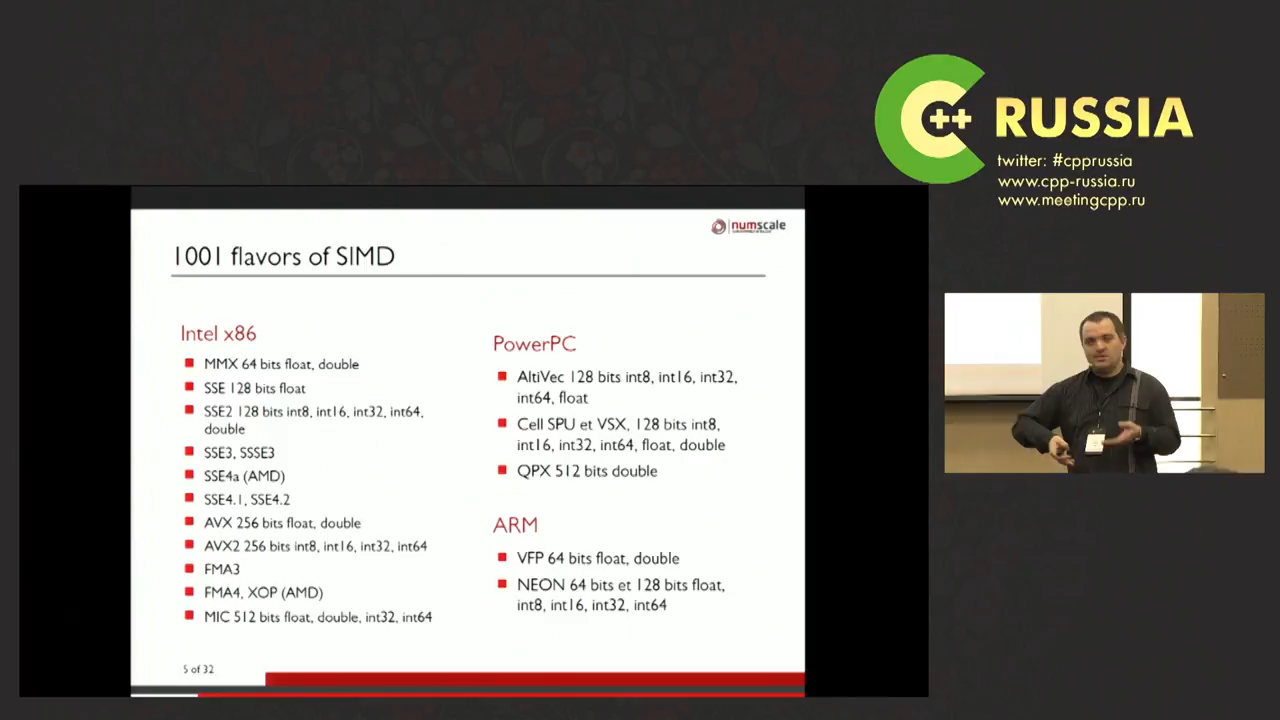 C++ RUSSIA
twitter: #cpprussia
www.cpp-russia.ru
www.meetingcpp.ru
numscale
1001 flavors of SIMD
Intel x86
MMX 64 bits float, double
SSE 128 bits float
SSE2 128 bits int8, int16, int32, int64,
double
SSE3, SSSE3
SSE4a (AMD)
SSE4.1, SSE4.2
AVX 256 bits float, double
AVX2 256 bits int8, int16, int32, int64
FMA3
FMA4, XOP (AMD)
MIC 512 bits float, double, int32, int64
PowerPC
AltiVec 128 bits int8, int16, int32,
int64, float
Cell SPU et VSX, 128 bits int8,
int16, int32, int64, float, double
QPX 512 bits double
ARM
VFP 64 bits float, double
NEON 64 bits et 128 bits float,
int8, int16, int32, int64
5 of 32